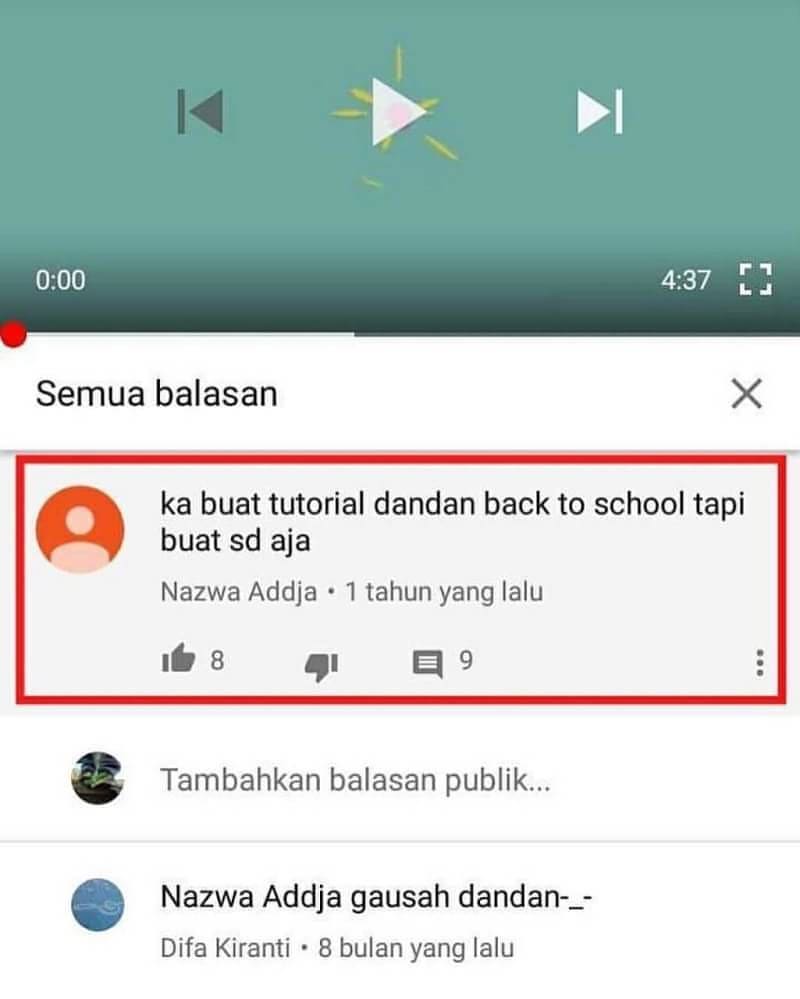 0:00
4:37
Semua balasan
ka buat tutorial dandan back to school tapi
buat sd aja
Nazwa Addja • 1 tahun yang lalu
8
9
Tambahkan balasan publik...
Nazwa Addja gausah dandan-_-
Difa Kiranti • 8 bulan yang lalu